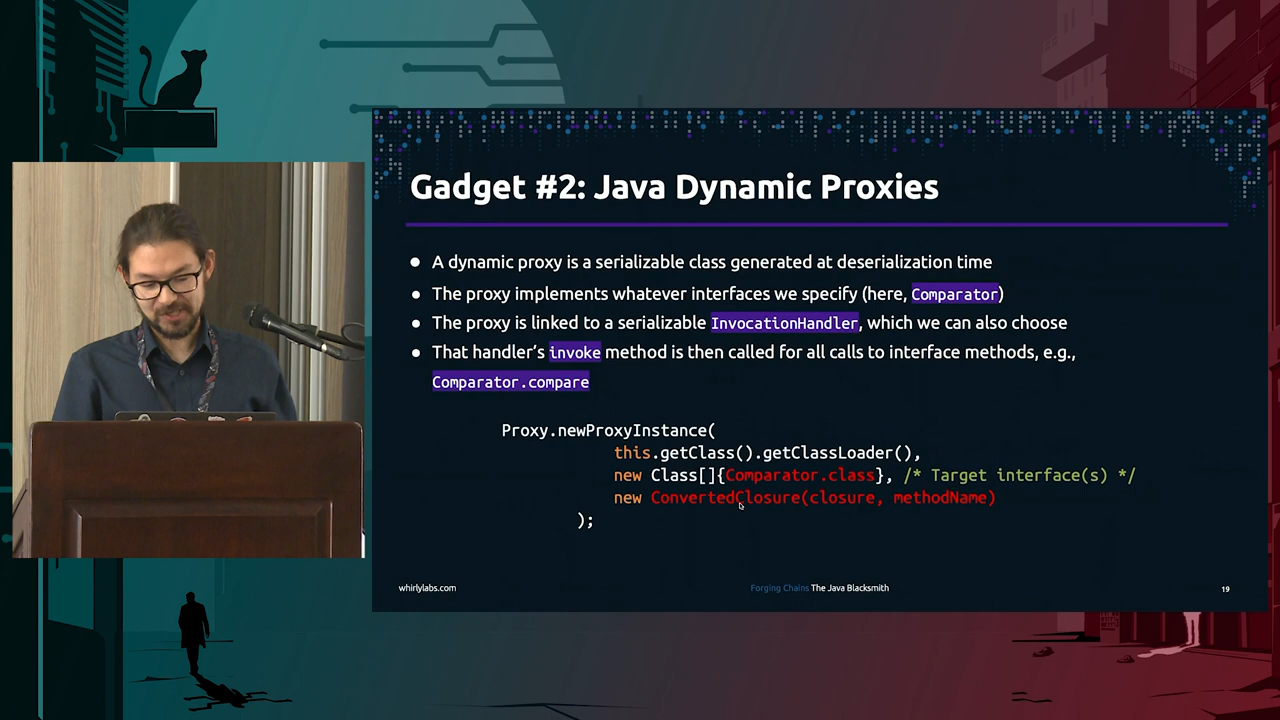 Gadget #2: Java Dynamic Proxies
● A dynamic proxy is a serializable class generated at deserialization time
● The proxy implements whatever interfaces we specify (here, Comparator)
● The proxy is linked to a serializable InvocationHandler, which we can also choose
● That handler’s invoke method is then called for all calls to interface methods, e.g.,
Comparator.compare
Proxy.newProxyInstance(
this.getClass().getClassLoader(),
new Class[]{Comparator.class}, /* Target interface(s) */
new ConvertedClosure(closure, methodName)
);
whirlylabs.com
Forging Chains The Java Blacksmith
19